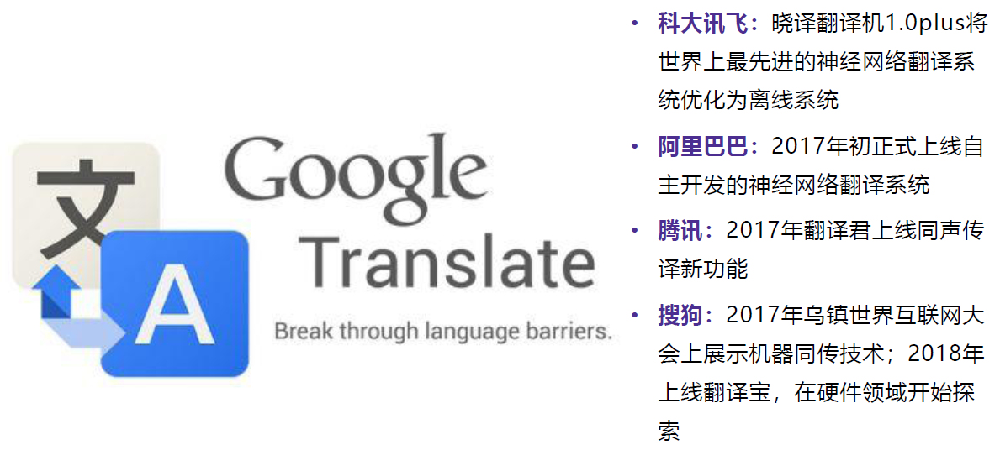 文
A
Google
Translate
Break through language barriers.
• 科大讯飞：晓译翻译机1.0plus将
世界上最先进的神经网络翻译系
统优化为离线系统
• 阿里巴巴：2017年初正式上线自
主开发的神经网络翻译系统
• 腾讯：2017年翻译君上线同声传
译新功能
• 搜狗：2017年乌镇世界互联网大
会上展示机器同传技术；2018年
上线翻译宝，在硬件领域开始探
索